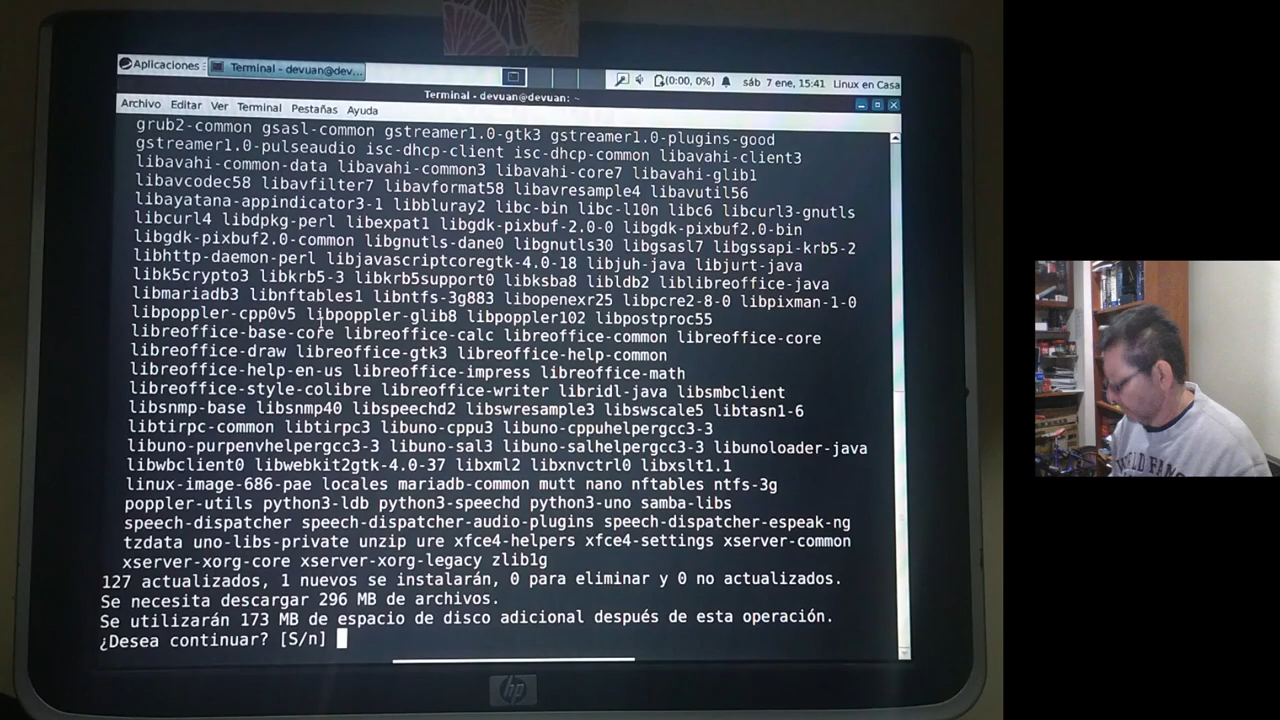 Aplicaciones
Terminal - devuan@dev...
(0:00, 0%)
sáb 7 ene, 15:41
Linux en Casa
Terminal - devuan@devuan: ~
Archivo Editar Ver Terminal Pestañas Ayuda
grub2-common gsasl-common gstreamer1.0-gtk3 gstreamer1.0-plugins-good
gstreamer1.0-pulseaudio isc-dhcp-client isc-dhcp-common libavahi-client3
libavahi-common-data libavahi-common3 libavahi-core7 libavahi-glib1
libavcodec58 libavfilter7 libavformat58 libavresample4 libavutil56
libayatana-appindicator3-1 libbluray2 libc-bin libc-l10n libc6 libcurl3-gnutls
libcurl4 libdpkg-perl libexpat1 libgdk-pixbuf-2.0-0 libgdk-pixbuf2.0-bin
libgdk-pixbuf2.0-common libgnutls-dane0 libgnutls30 libgsasl7 libgssapi-krb5-2
libhttp-daemon-perl libjavascriptcoregtk-4.0-18 libjuh-java libjurt-java
libk5crypto3 libkrb5-3 libkrb5support0 libksba8 libldb2 liblibreoffice-java
libmariadb3 libnftables1 libntfs-3g883 libopenexr25 libpcre2-8-0 libpixman-1-0
libpoppler-cpp0v5 libpoppler-glib8 libpoppler102 libpostproc55
libreoffice-base-core libreoffice-calc libreoffice-common libreoffice-core
libreoffice-draw libreoffice-gtk3 libreoffice-help-common
libreoffice-help-en-us libreoffice-impress libreoffice-math
libreoffice-style-colibre libreoffice-writer libridl-java libsmbclient
libsnmp-base libsnmp40 libspeechd2 libswresample3 libswscale5 libtasn1-6
libtirpc-common libtirpc3 libuno-cppu3 libuno-cppuhelpergcc3-3
libuno-purpenvhelpergcc3-3 libuno-sal3 libuno-salhelpergcc3-3 libunoloader-java
libwbclient0 libwebkit2gtk-4.0-37 libxml2 libxnvctrl0 libxslt1.1
linux-image-686-pae locales mariadb-common mutt nano nftables ntfs-3g
poppler-utils python3-ldb python3-speechd python3-uno samba-libs
speech-dispatcher speech-dispatcher-audio-plugins speech-dispatcher-espeak-ng
tzdata uno-libs-private unzip ure xfce4-helpers xfce4-settings xserver-common
xserver-xorg-core xserver-xorg-legacy zlib1g
127 actualizados, 1 nuevos se instalarán, 0 para eliminar y 0 no actualizados.
Se necesita descargar 296 MB de archivos.
Se utilizarán 173 MB de espacio de disco adicional después de esta operación.
¿Desea continuar? [S/n]
hp
WORLD FAM